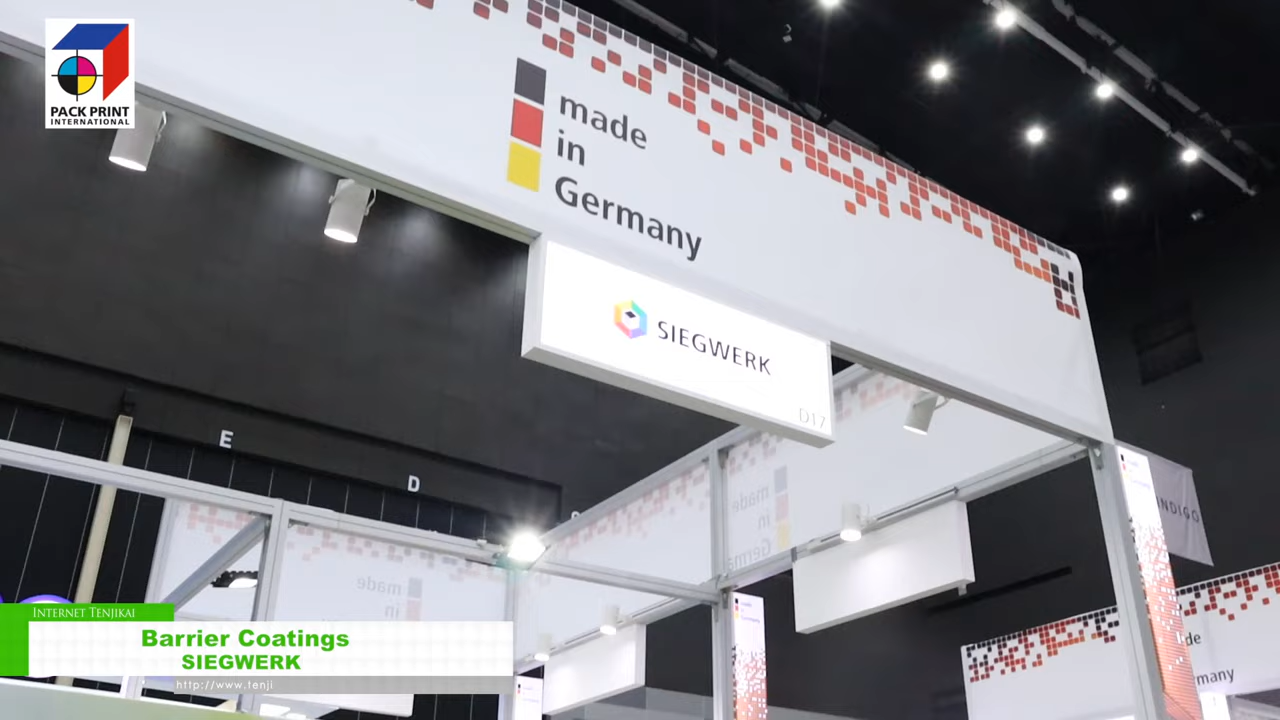 PACK PRINT
INTERNATIONAL
made
in
Germany
SIEGWERK
D17
E
D
made
in
made
in
Germa
INDIGO
de
many
INTERNET TENJIKAI
Barrier Coatings
SIEGWERK
http://www.tenji